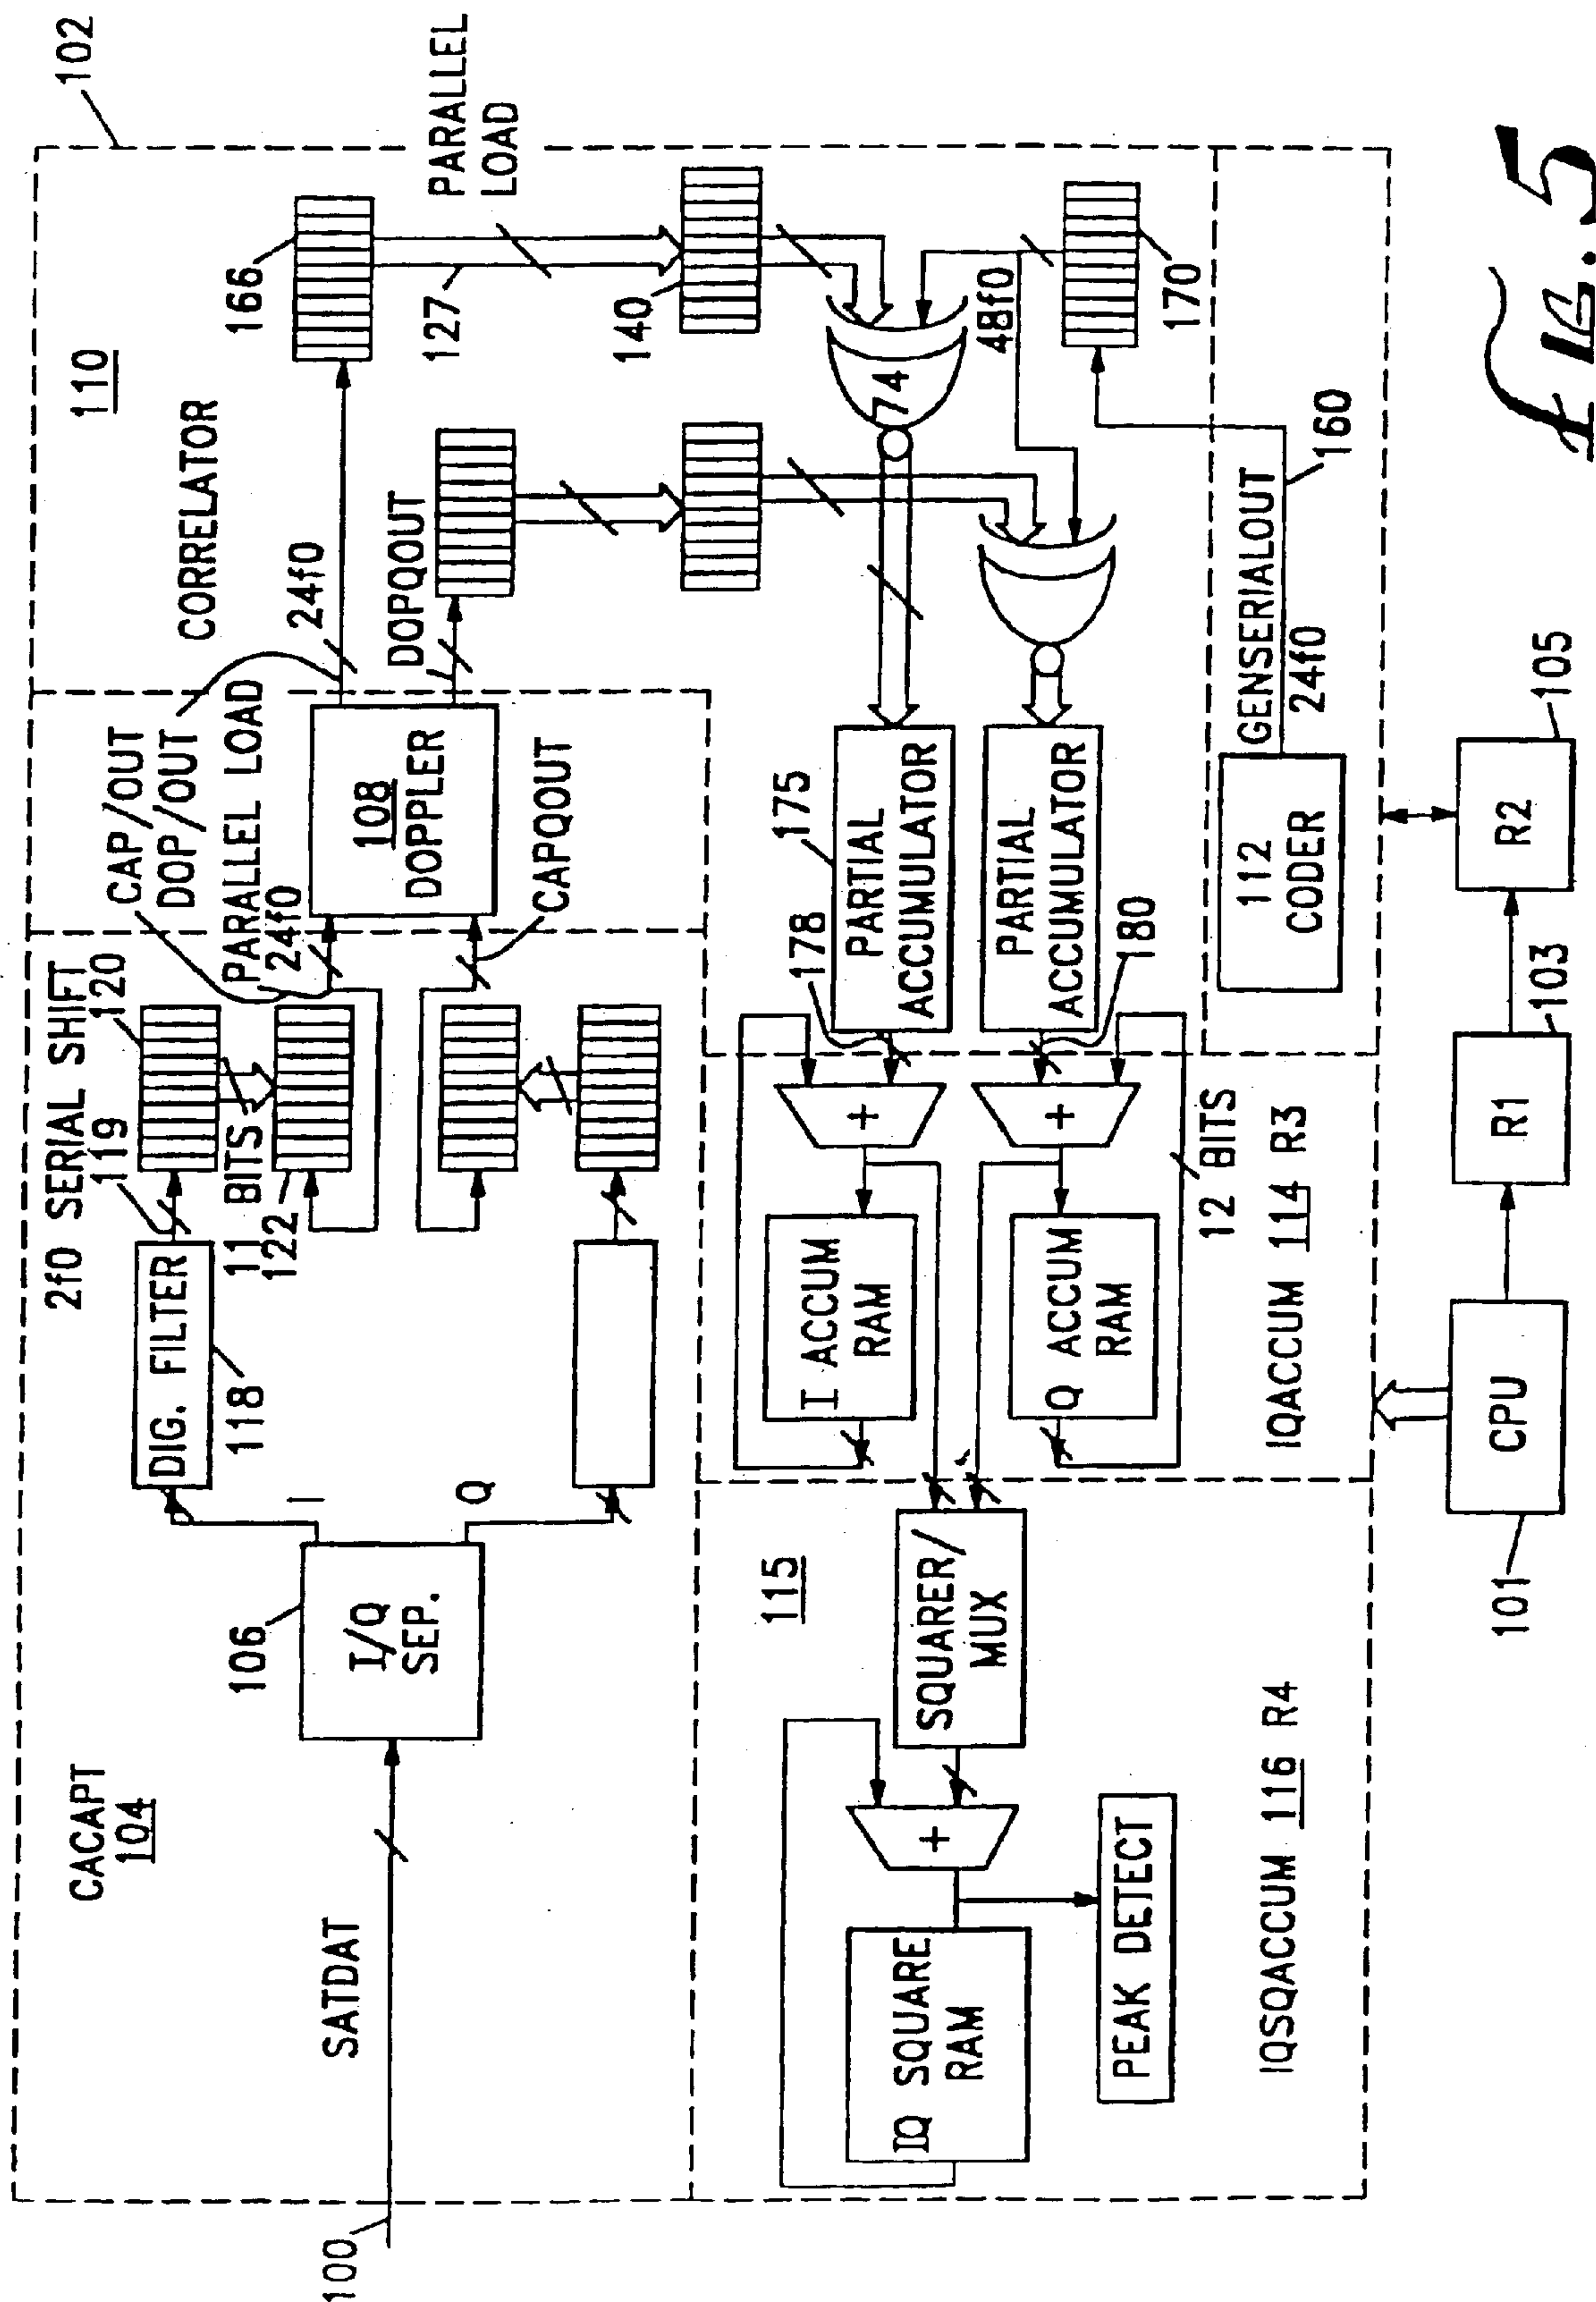 CACAPT
104
SATDAT
100
106
I/Q
SEP.
I
Q
DIG. FILTER
118
2f0 SERIAL SHIFT
119
120
11 BITS
122
CAP/OUT
DOP/OUT
PARALLEL LOAD
24f0
108
DOPPLER
CAPQOUT
CORRELATOR
110
102
24f0
DOPQOUT
166
127
PARALLEL
LOAD
140
74
48f0
170
175
PARTIAL
ACCUMULATOR
178
PARTIAL
ACCUMULATOR
180
GENSERIALOUT
24f0
160
112
CODER
I ACCUM
RAM
+
+
Q ACCUM
RAM
12 BITS
IQACCUM 114 R3
115
SQUARER/
MUX
+
IQ SQUARE
RAM
PEAK DETECT
IQSQACCUM 116 R4
101
CPU
R1
103
R2
105
FIG. 5